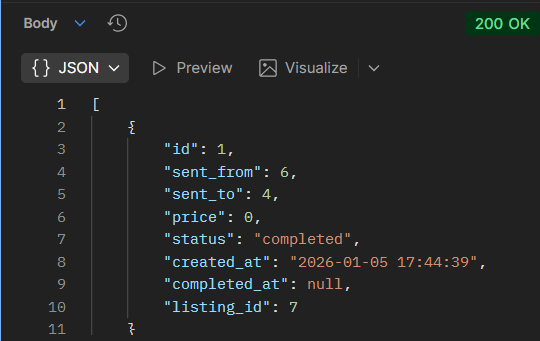 Body 200 OK
{} JSON Preview Visualize
1 [
2 {
3 "id": 1,
4 "sent_from": 6,
5 "sent_to": 4,
6 "price": 0,
7 "status": "completed",
8 "created_at": "2026-01-05 17:44:39",
9 "completed_at": null,
10 "listing_id": 7
11 }